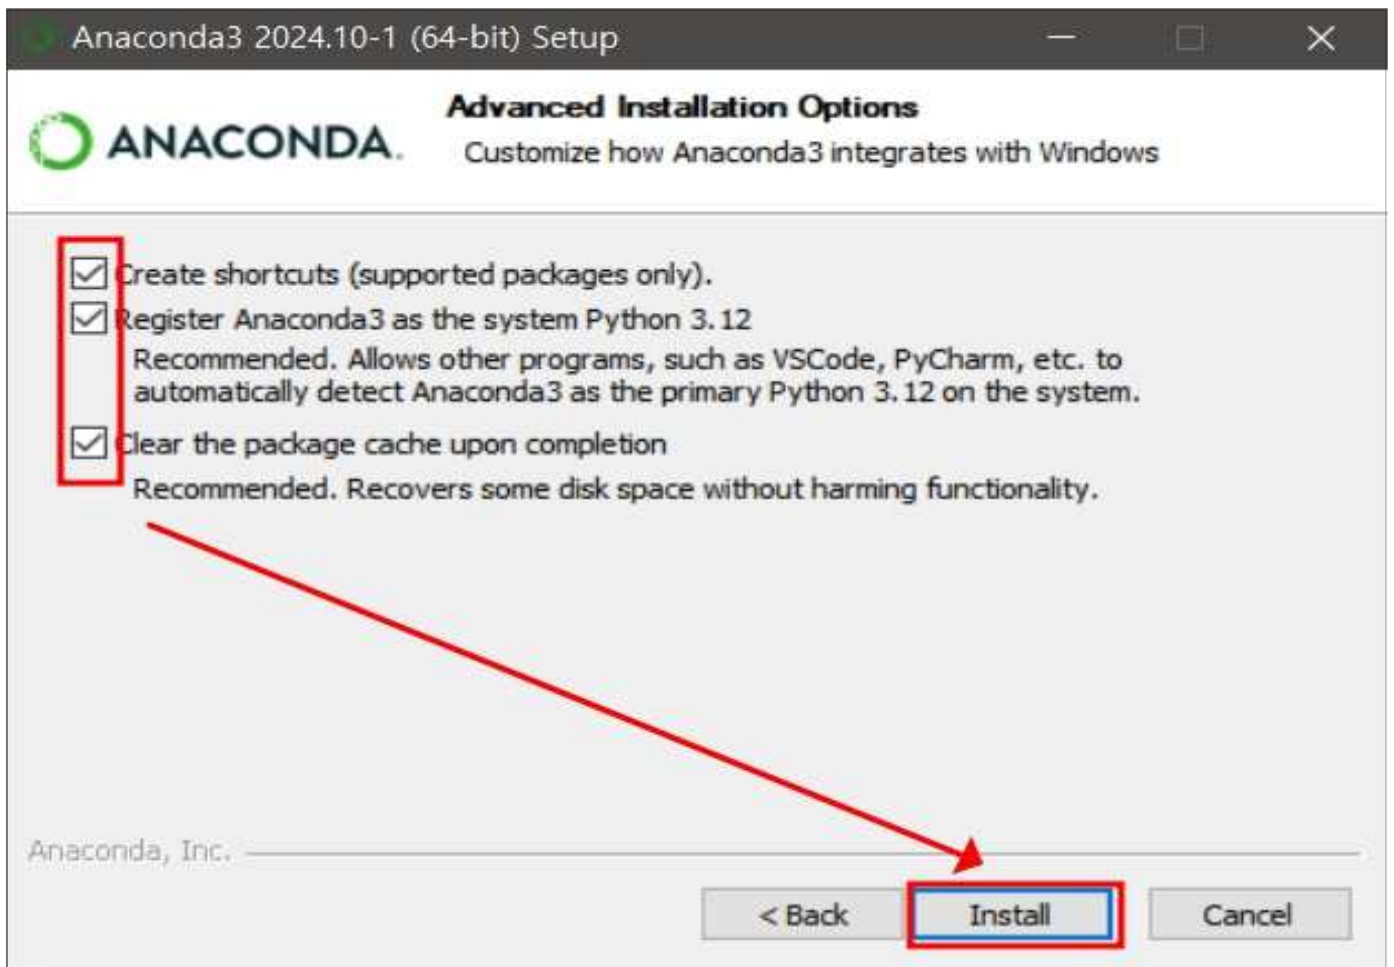 Anaconda3 2024.10-1 (64-bit) Setup
ANACONDA.
Advanced Installation Options
Customize how Anaconda3 integrates with Windows
Create shortcuts (supported packages only).
Register Anaconda3 as the system Python 3.12
Recommended. Allows other programs, such as VSCode, PyCharm, etc. to
automatically detect Anaconda3 as the primary Python 3.12 on the system.
Clear the package cache upon completion
Recommended. Recovers some disk space without harming functionality.
Anaconda, Inc.
< Back Install Cancel